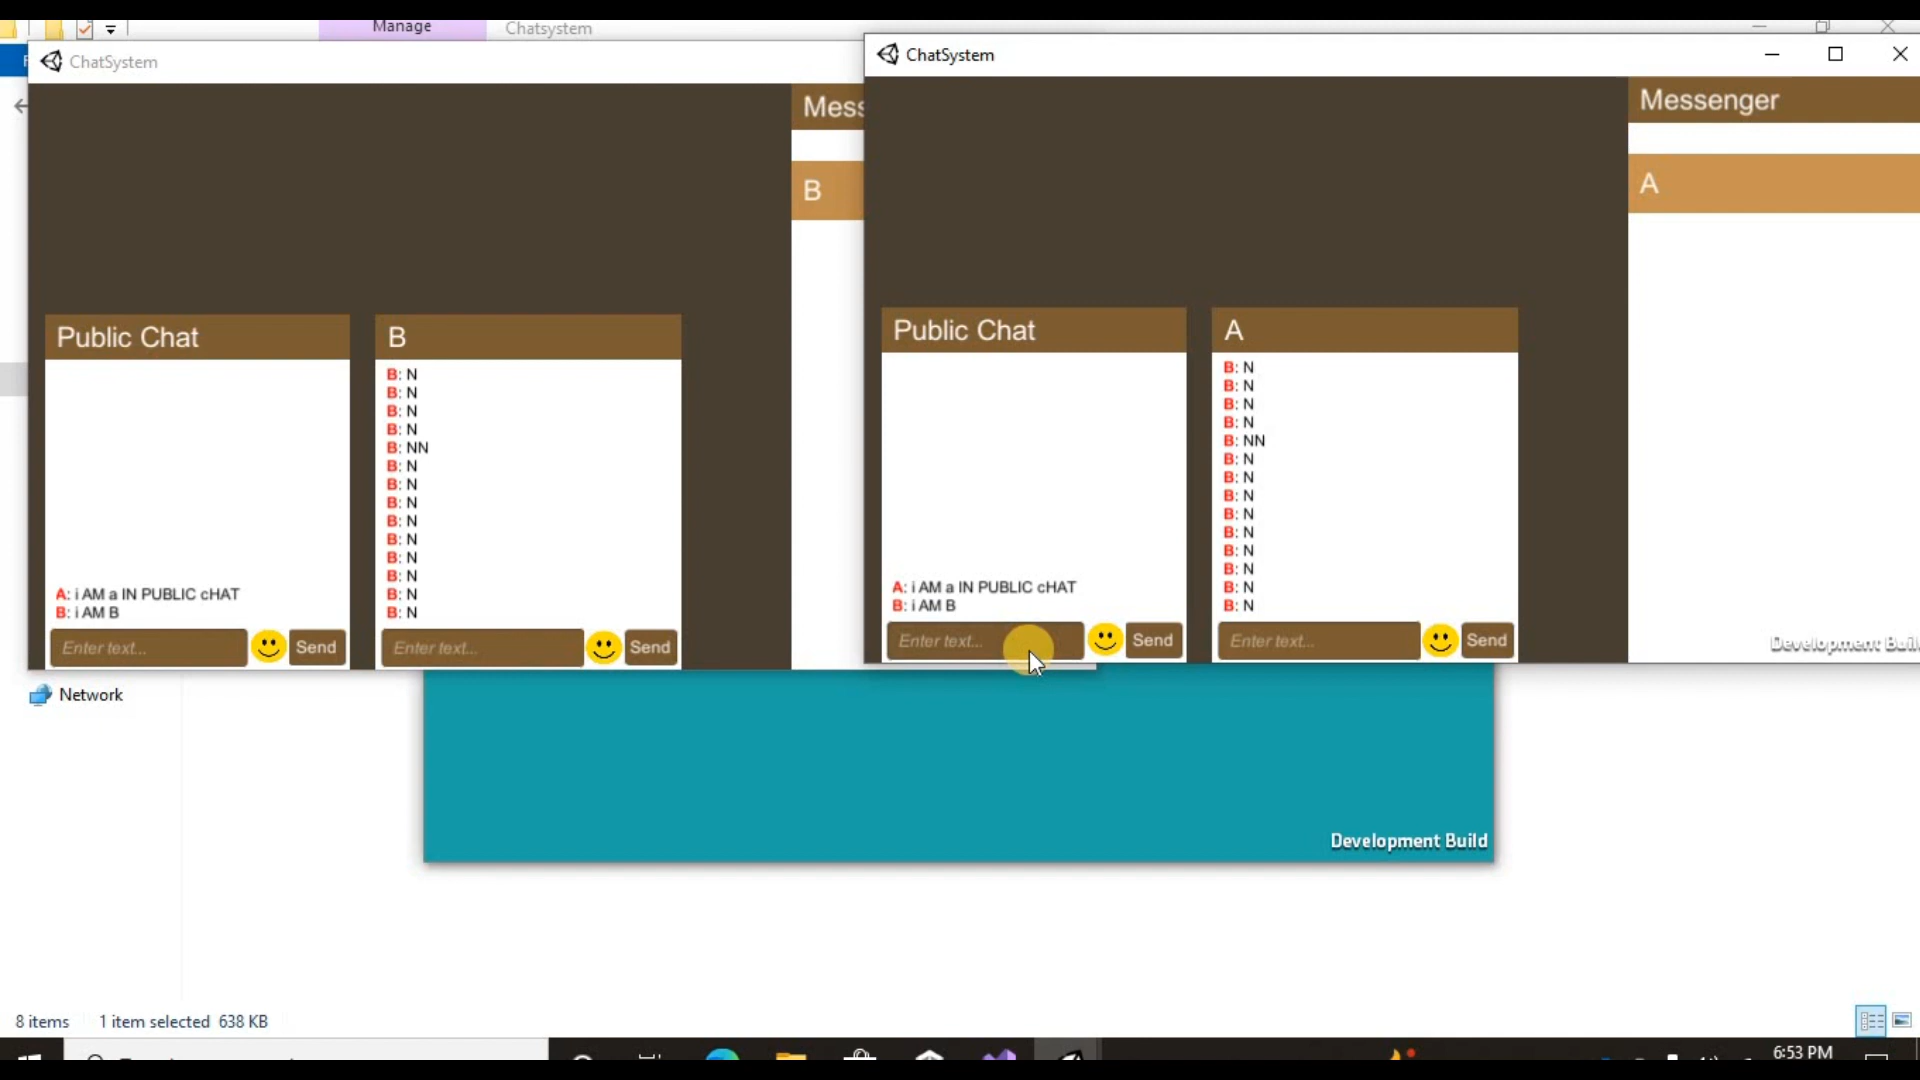 Manage
Chatsystem
ChatSystem
Mess
B
Public Chat
A: i AM a IN PUBLIC cHAT
B: i AM B
Enter text...
Send
B
B: N
B: N
B: N
B: N
B: NN
B: N
B: N
B: N
B: N
B: N
B: N
B: N
B: N
B: N
Enter text...
Send
ChatSystem
Messenger
A
Public Chat
A: i AM a IN PUBLIC cHAT
B: i AM B
Enter text...
Send
A
B: N
B: N
B: N
B: N
B: NN
B: N
B: N
B: N
B: N
B: N
B: N
B: N
B: N
B: N
Enter text...
Send
Development Buil
Network
Development Build
8 items 1 item selected 638 KB
6:53 PM